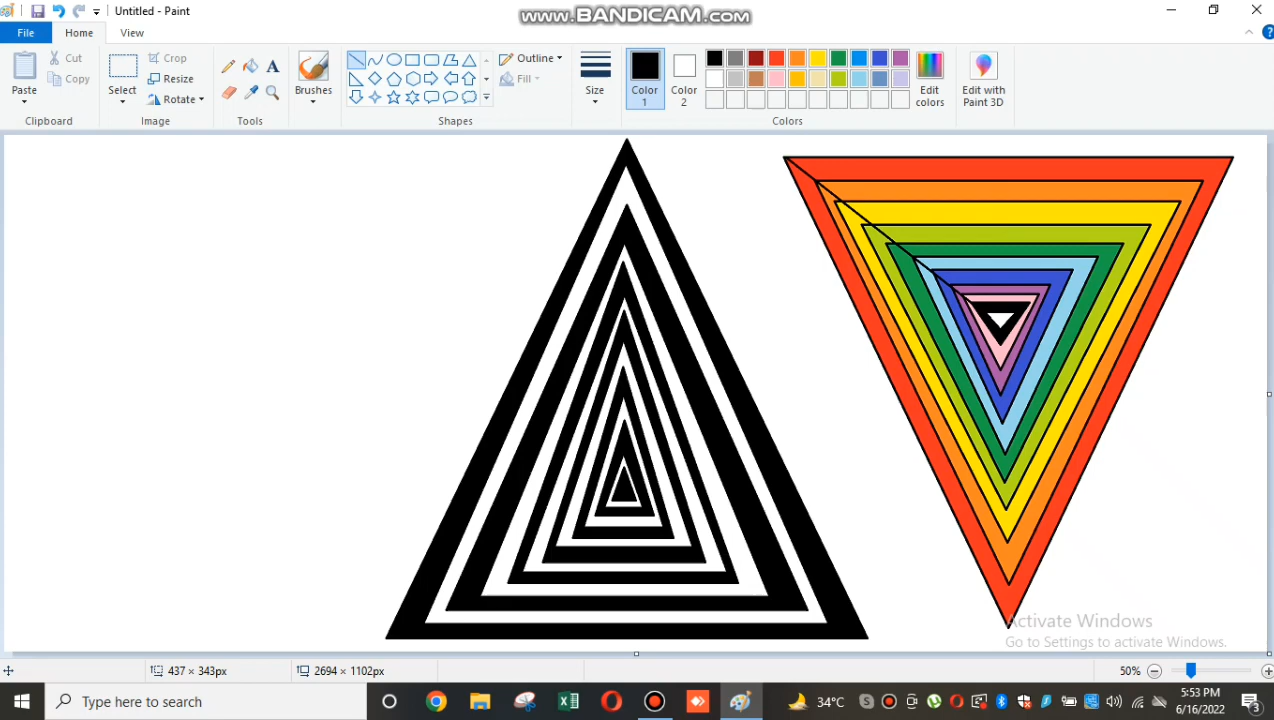 Untitled - Paint
www.BANDICAM.com
File
Home
View
Paste
Cut
Copy
Clipboard
Select
Crop
Resize
Rotate
Image
Tools
Brushes
Shapes
Outline
Fill
Size
Color 1
Color 2
Colors
Edit colors
Edit with Paint 3D
Activate Windows
Go to Settings to activate Windows.
437 × 343px
2694 × 1102px
50%
Type here to search
34°C
5:53 PM
6/16/2022
3